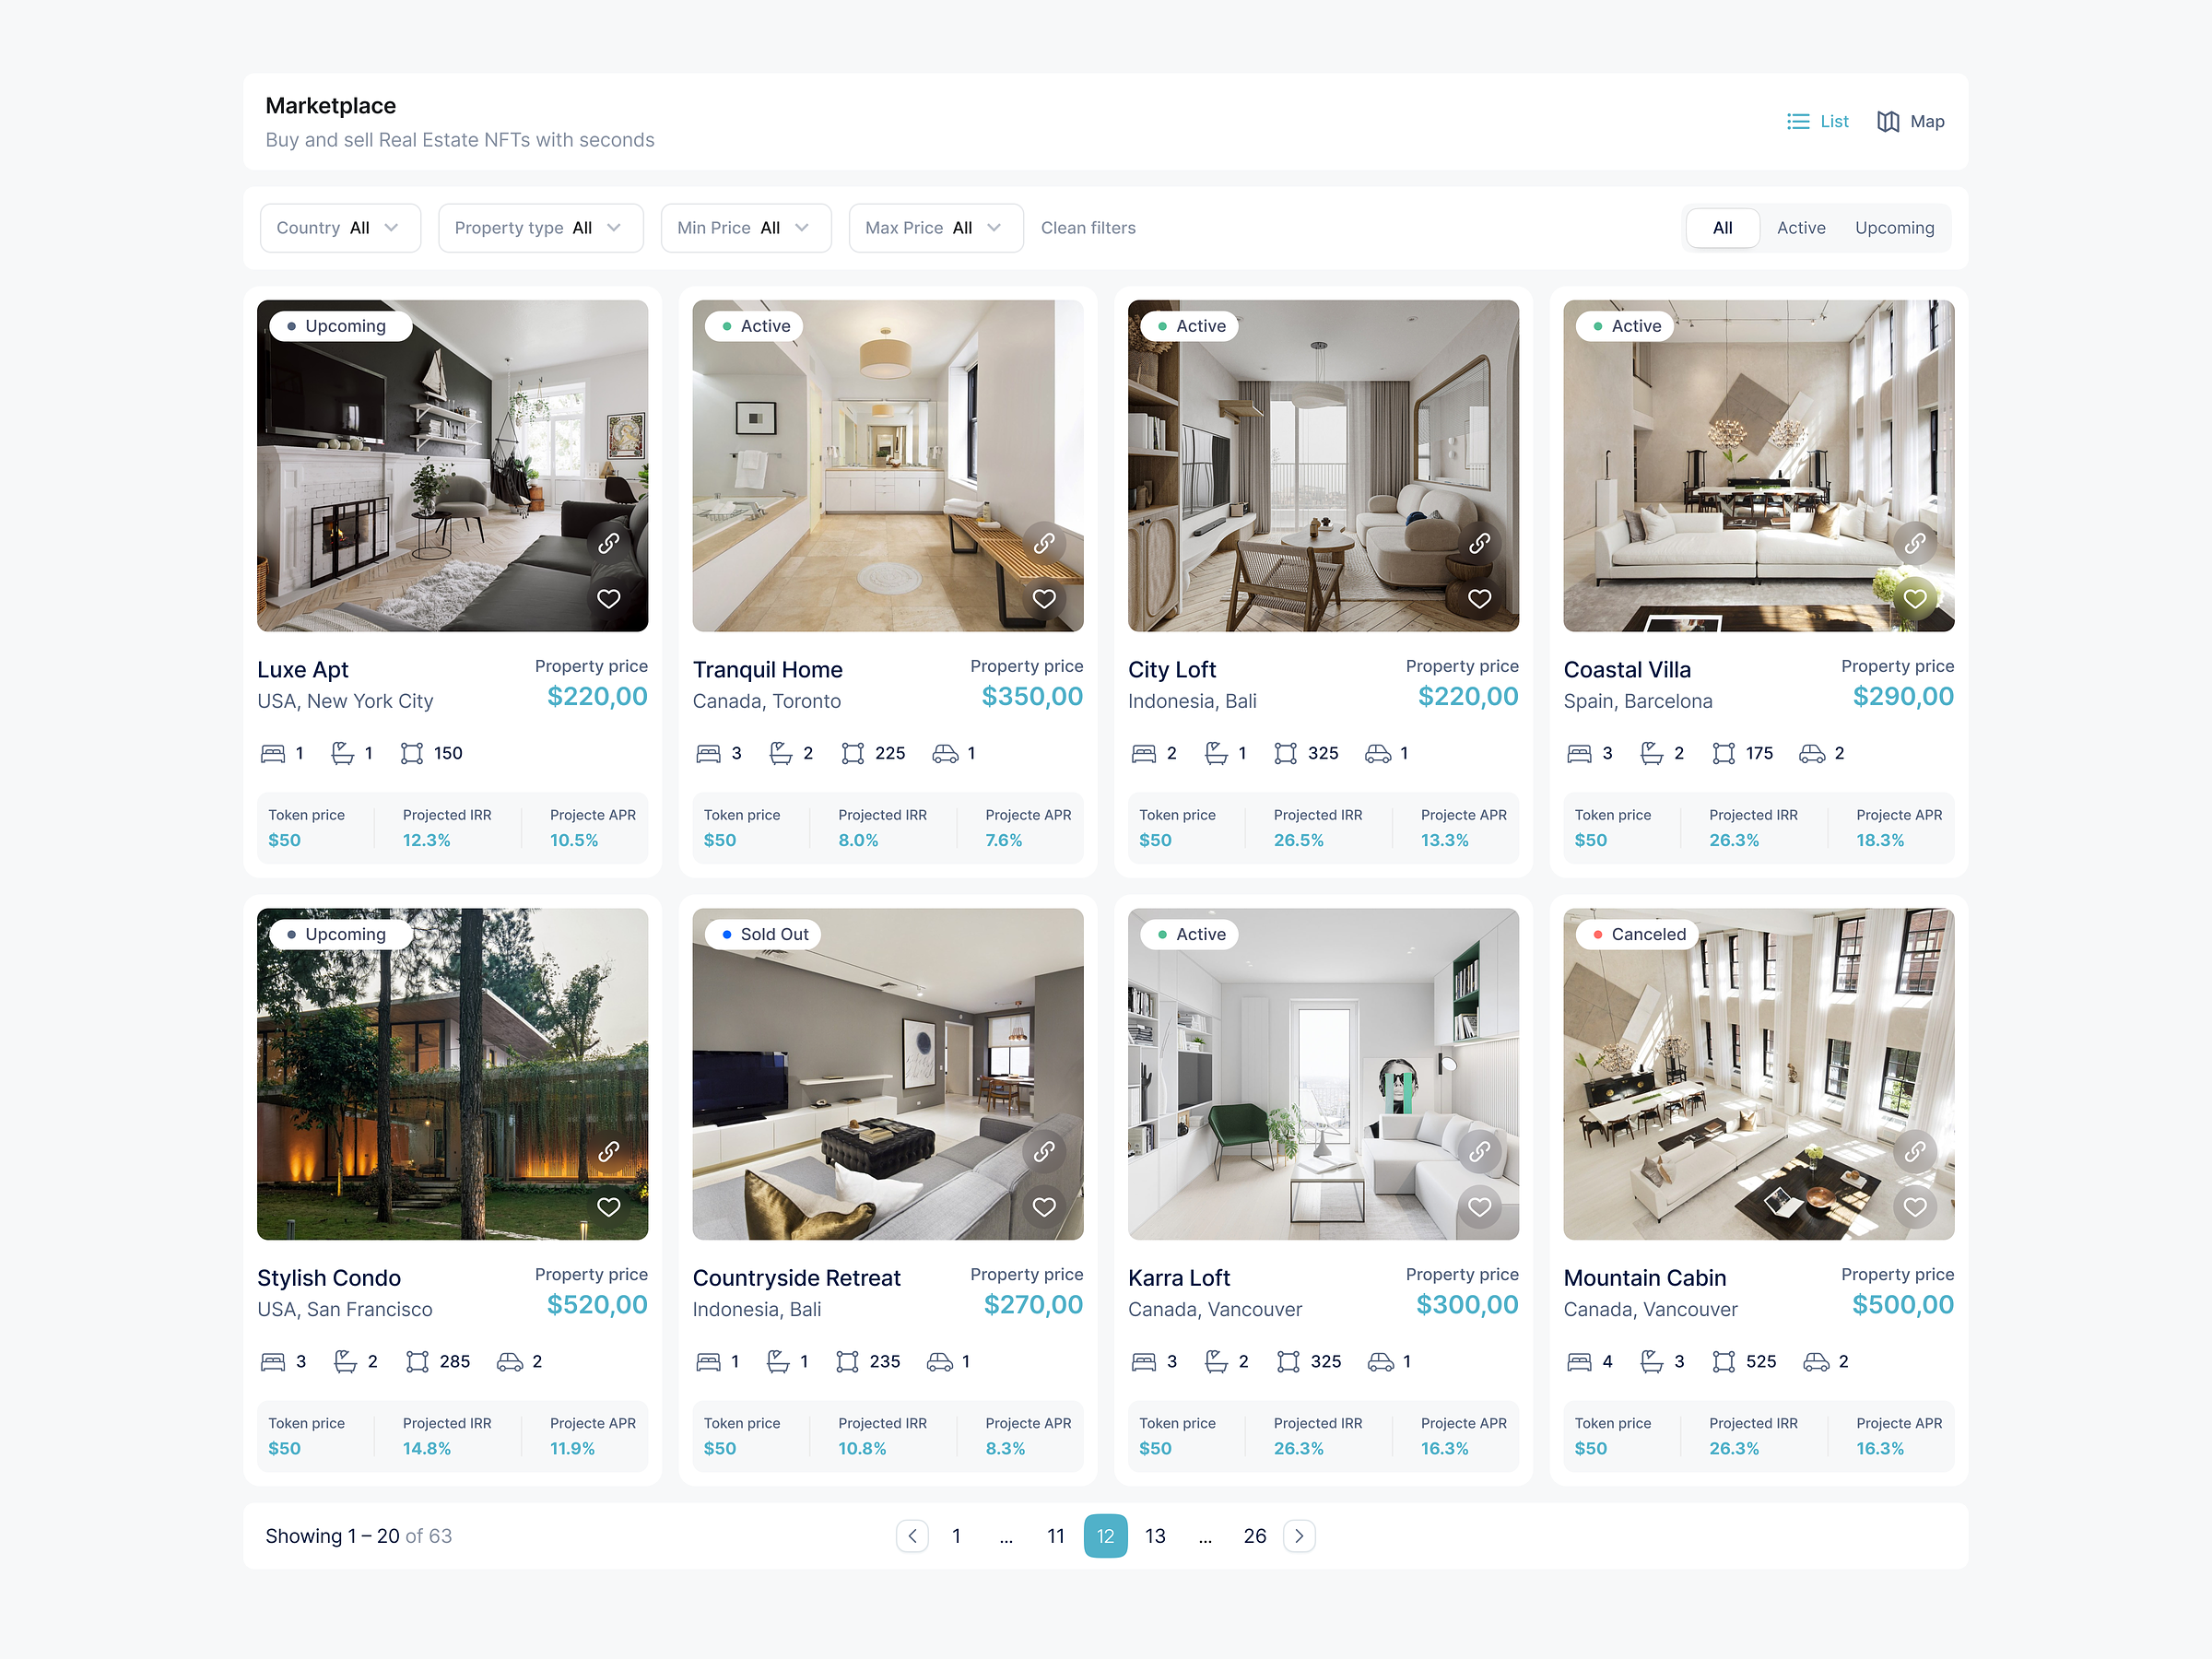 Marketplace
Buy and sell Real Estate NFTs with seconds
List
Map
Country All
Property type All
Min Price All
Max Price All
Clean filters
All
Active
Upcoming
Upcoming
Luxe Apt
USA, New York City
Property price
$220,00
1
1
150
Token price
$50
Projected IRR
12.3%
Projecte APR
10.5%
Active
Tranquil Home
Canada, Toronto
Property price
$350,00
3
2
225
1
Token price
$50
Projected IRR
8.0%
Projecte APR
7.6%
Active
City Loft
Indonesia, Bali
Property price
$220,00
2
1
325
1
Token price
$50
Projected IRR
26.5%
Projecte APR
13.3%
Active
Coastal Villa
Spain, Barcelona
Property price
$290,00
3
2
175
2
Token price
$50
Projected IRR
26.3%
Projecte APR
18.3%
Upcoming
Stylish Condo
USA, San Francisco
Property price
$520,00
3
2
285
2
Token price
$50
Projected IRR
14.8%
Projecte APR
11.9%
Sold Out
Countryside Retreat
Indonesia, Bali
Property price
$270,00
1
1
235
1
Token price
$50
Projected IRR
10.8%
Projecte APR
8.3%
Active
Karra Loft
Canada, Vancouver
Property price
$300,00
3
2
325
1
Token price
$50
Projected IRR
26.3%
Projecte APR
16.3%
Canceled
Mountain Cabin
Canada, Vancouver
Property price
$500,00
4
3
525
2
Token price
$50
Projected IRR
26.3%
Projecte APR
16.3%
Showing 1 – 20 of 63
1 ... 11 12 13 ... 26